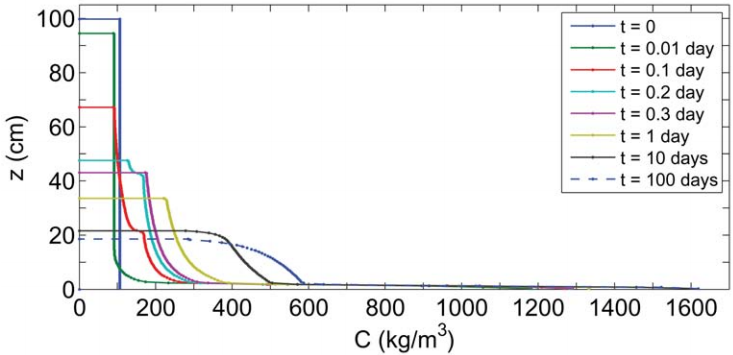 100
80
60
40
20
0
z (cm)
0 200 400 600 800 1000 1200 1400 1600
C (kg/m³)
t = 0
t = 0.01 day
t = 0.1 day
t = 0.2 day
t = 0.3 day
t = 1 day
t = 10 days
t = 100 days